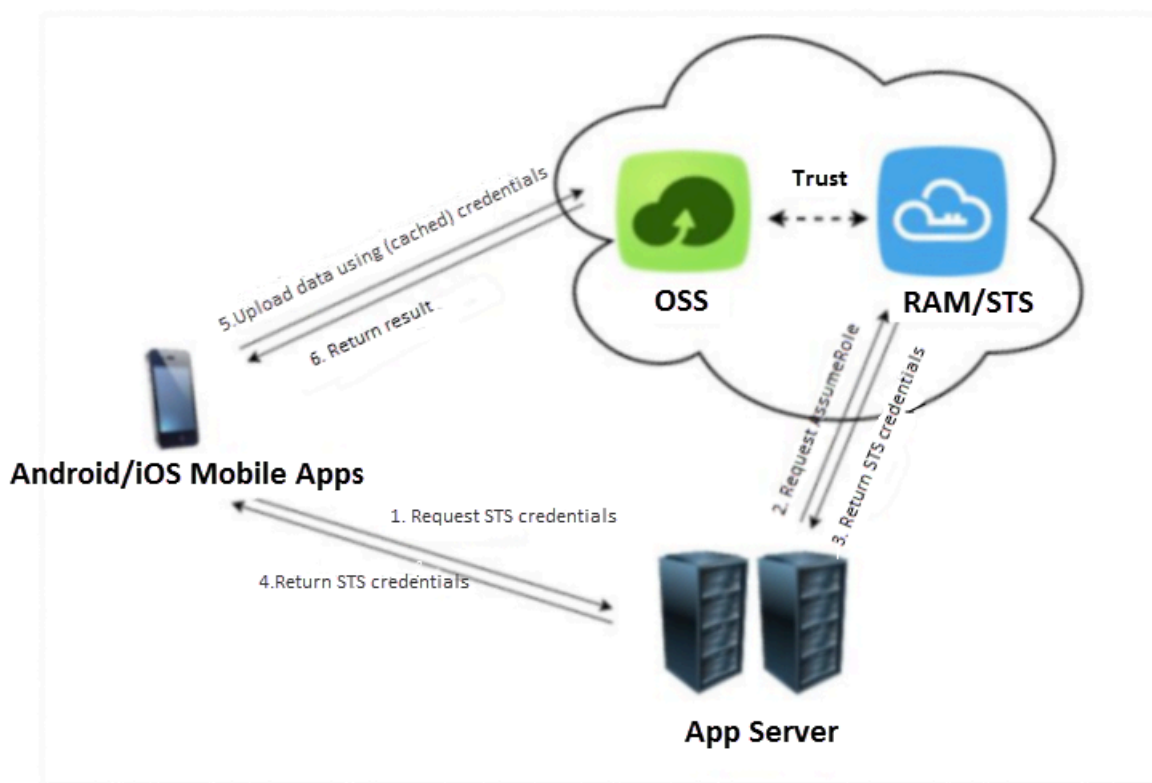 Trust
OSS
RAM/STS
5.Upload data using (cached) credentials
6. Return result
2. Request AssumeRole
3. Return STS credentials
Android/iOS Mobile Apps
1. Request STS credentials
4.Return STS credentials
App Server